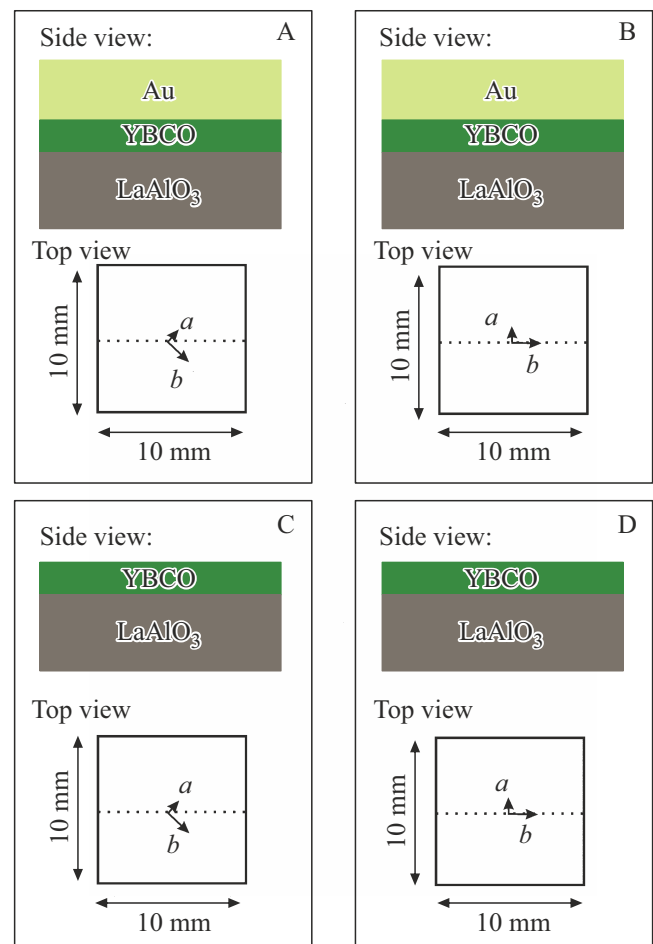 A
Side view:
Au
YBCO
LaAlO₃
Top view
10 mm
a
b
10 mm
B
Side view:
Au
YBCO
LaAlO₃
Top view
10 mm
a
b
10 mm
C
Side view:
YBCO
LaAlO₃
Top view
10 mm
a
b
10 mm
D
Side view:
YBCO
LaAlO₃
Top view
10 mm
a
b
10 mm